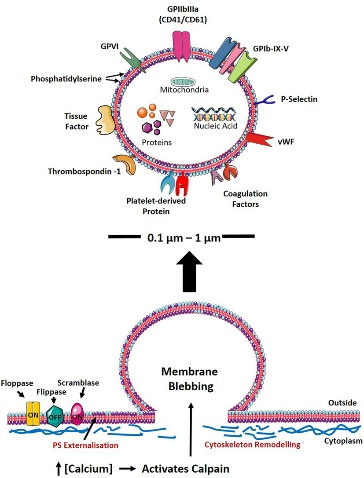 GPIIbIIIa
(CD41/CD61)
GPVI
GPIb-IX-V
Phosphatidylserine
Mitochondria
P-Selectin
Tissue
Factor
Proteins
Nucleic Acid
vWF
Thrombospondin -1
Platelet-derived
Protein
Coagulation
Factors
0.1 µm – 1 µm
Membrane
Blebbing
Floppase
Flippase
Scramblase
ON
OFF
ON
Outside
PS Externalisation
Cytoskeleton Remodelling
Cytoplasm
[Calcium]
Activates Calpain